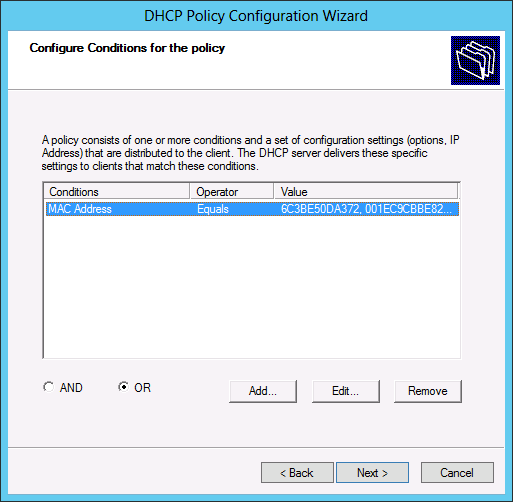 DHCP Policy Configuration Wizard
Configure Conditions for the policy
A policy consists of one or more conditions and a set of configuration settings (options, IP
Address) that are distributed to the client. The DHCP server delivers these specific
settings to clients that match these conditions.
Conditions Operator Value
MAC Address Equals 6C3BE50DA372, 001EC9CBBE82...
AND OR Add... Edit... Remove
< Back Next > Cancel